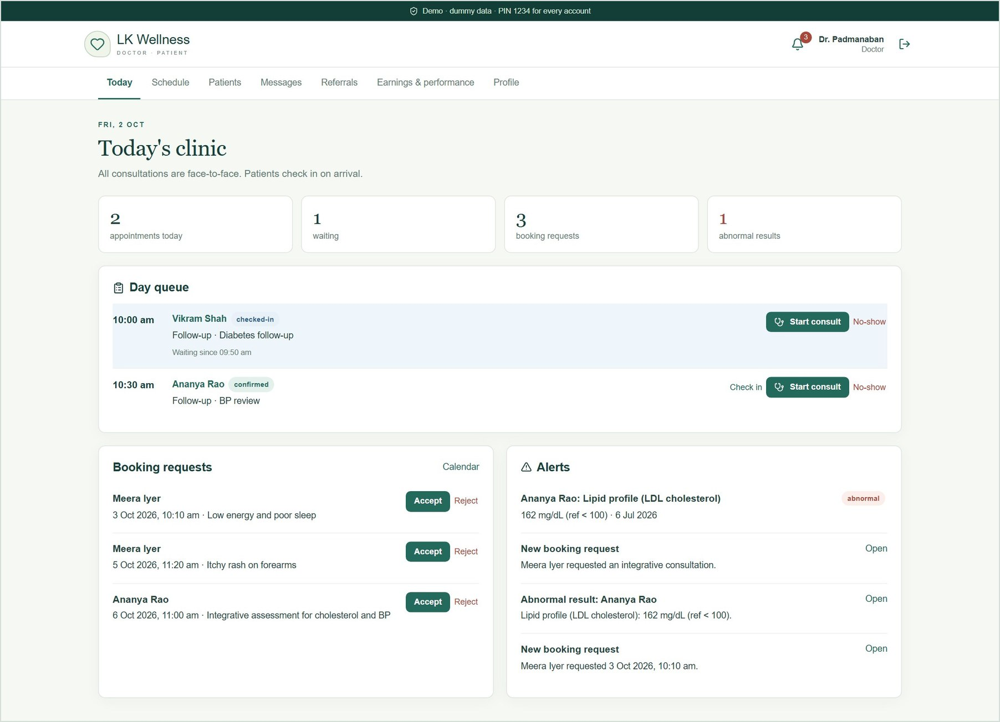 Demo · dummy data · PIN 1234 for every account
LK Wellness
DOCTOR · PATIENT
3
Dr. Padmanaban
Doctor
Today
Schedule
Patients
Messages
Referrals
Earnings & performance
Profile
FRI, 2 OCT
Today's clinic
All consultations are face-to-face. Patients check in on arrival.
2
appointments today
1
waiting
3
booking requests
1
abnormal results
Day queue
10:00 am
Vikram Shah checked-in
Follow-up · Diabetes follow-up
Waiting since 09:50 am
Start consult
No-show
10:30 am
Ananya Rao confirmed
Follow-up · BP review
Check in
Start consult
No-show
Booking requests
Calendar
Meera Iyer
3 Oct 2026, 10:10 am · Low energy and poor sleep
Accept
Reject
Meera Iyer
5 Oct 2026, 11:20 am · Itchy rash on forearms
Accept
Reject
Ananya Rao
6 Oct 2026, 11:00 am · Integrative assessment for cholesterol and BP
Accept
Reject
Alerts
Ananya Rao: Lipid profile (LDL cholesterol)
abnormal
162 mg/dL (ref < 100) · 6 Jul 2026
New booking request
Open
Meera Iyer requested an integrative consultation.
Abnormal result: Ananya Rao
Open
Lipid profile (LDL cholesterol): 162 mg/dL (ref < 100).
New booking request
Open
Meera Iyer requested 3 Oct 2026, 10:10 am.